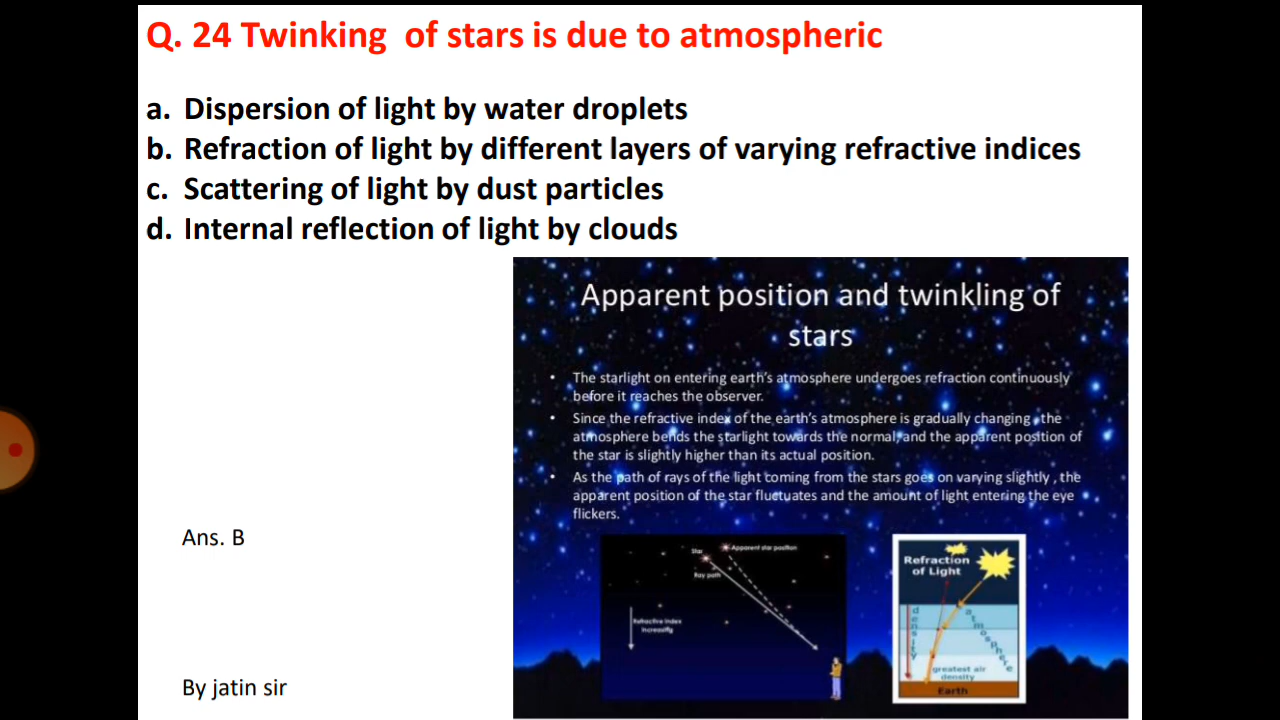 Q. 24 Twinking of stars is due to atmospheric
a. Dispersion of light by water droplets
b. Refraction of light by different layers of varying refractive indices
c. Scattering of light by dust particles
d. Internal reflection of light by clouds
Apparent position and twinkling of
stars
• The starlight on entering earth's atmosphere undergoes refraction continuously
before it reaches the observer.
• Since the refractive index of the earth's atmosphere is gradually changing , the
atmosphere bends the starlight towards the normal, and the apparent position of
the star is slightly higher than its actual position.
• As the path of rays of the light coming from the stars goes on varying slightly , the
apparent position of the star fluctuates and the amount of light entering the eye
flickers.
Star
Apparent star position
Ray path
Refractive index
increasing
Refraction
of Light
density
atmosphere
greatest air
density
Earth
Ans. B
By jatin sir